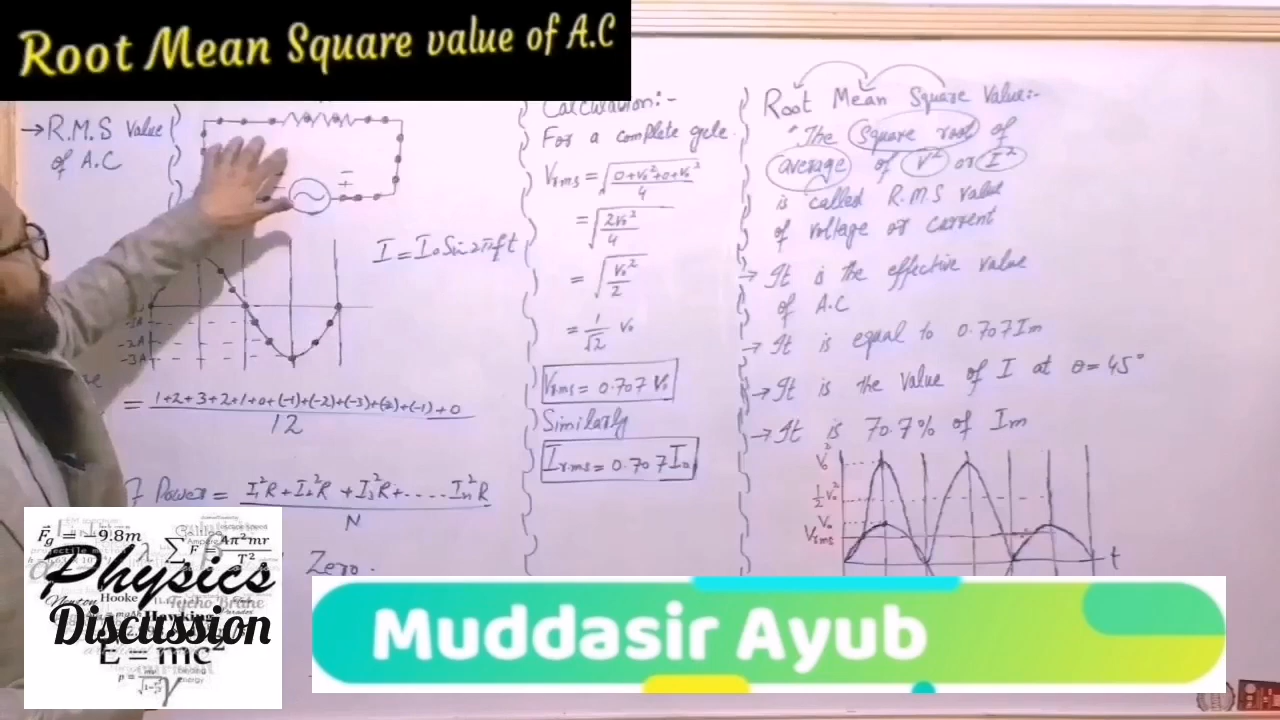 Root Mean Square value of A.C
→ R.M.S Value
of A.C
I = I₀ Sin 2πft
-2A
-3A
= 1+2+3+2+1+0+(-1)+(-2)+(-3)+(-2)+(-1)+0
12
Power = I₁²R + I₂²R + I₃²R + ..... Iₙ²R
N
Zero.
Calculation:-
For a complete cycle.
Vrms = √(0+V₀²+0+V₀²
4
= √(2V₀²
4
= √(V₀²
2
= 1/√2 V₀
Vrms = 0.707 V₀
Similarly
Irms = 0.707 I₀
Root Mean Square Value:-
"The Square root of
average of V² or I²
is called R.M.S value
of voltage or current
→ It is the effective value
of A.C
→ It is equal to 0.707 Im
→ It is the Value of I at θ = 45°
→ It is 70.7% of Im
V₀²
½V₀²
V₀
Vrms
t
Physics
Discussion
E = mc²
Hooke
Tycho Brahe
Muddasir Ayub